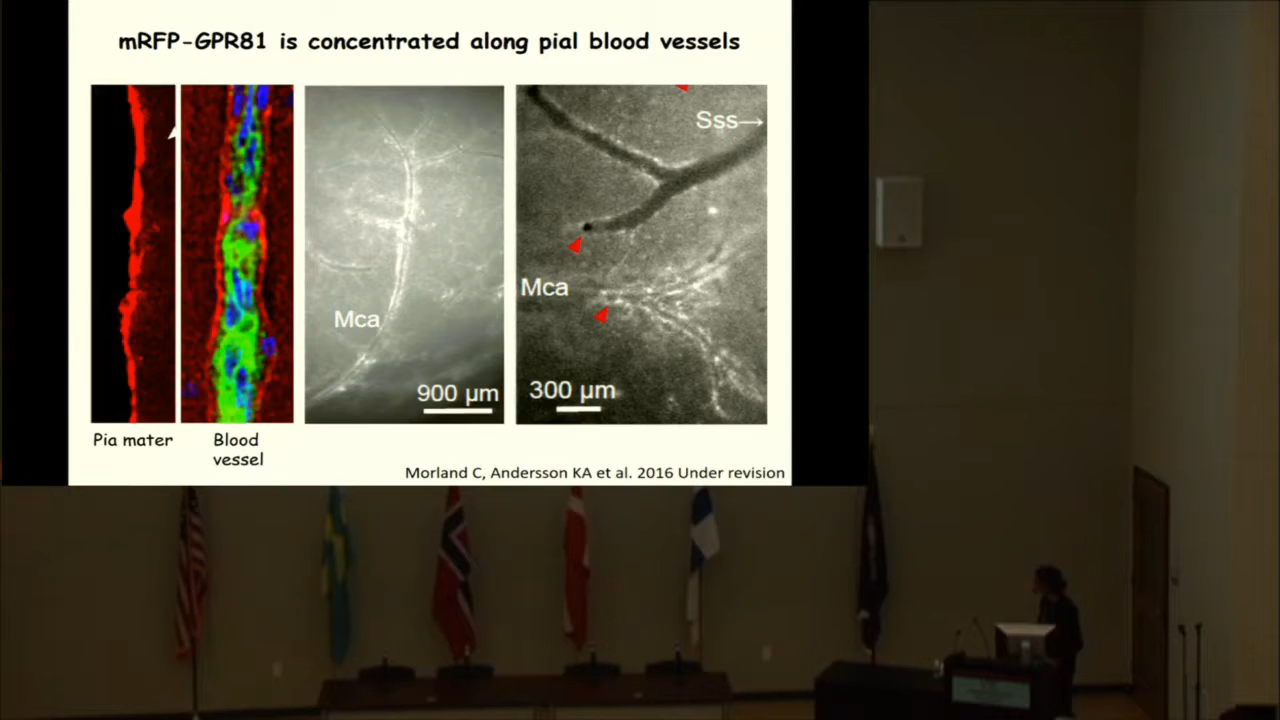 mRFP-GPR81 is concentrated along pial blood vessels
Sss→
Mca
Mca
900 µm
300 µm
Pia mater
Blood
vessel
Morland C, Andersson KA et al. 2016 Under revision